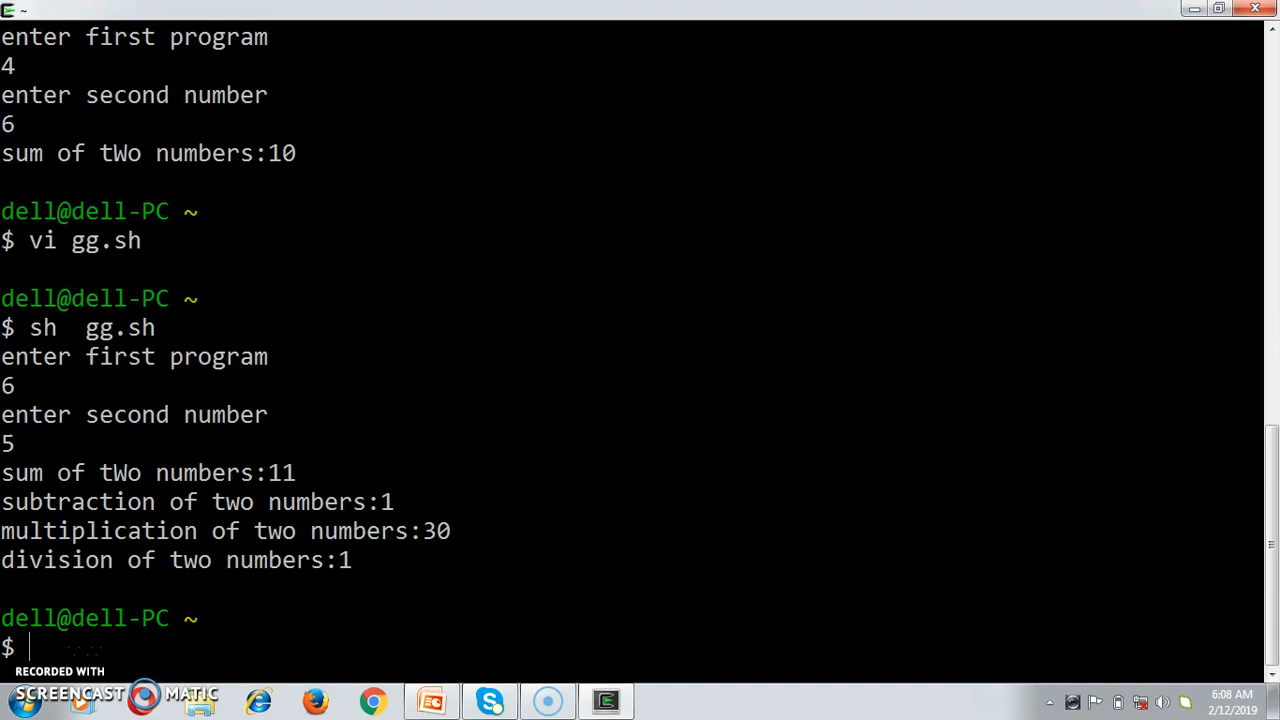 ~
enter first program
4
enter second number
6
sum of tWo numbers:10
dell@dell-PC ~
$ vi gg.sh
dell@dell-PC ~
$ sh  gg.sh
enter first program
6
enter second number
5
sum of tWo numbers:11
subtraction of two numbers:1
multiplication of two numbers:30
division of two numbers:1
dell@dell-PC ~
$
RECORDED WITH
SCREENCAST MATIC
6:08 AM
2/12/2019